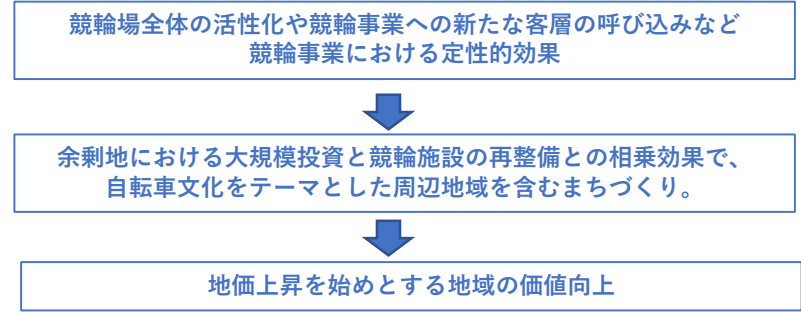 競輪場全体の活性化や競輪事業への新たな客層の呼び込みなど
競輪事業における定性的効果
余剰地における大規模投資と競輪施設の再整備との相乗効果で、
自転車文化をテーマとした周辺地域を含むまちづくり。
地価上昇を始めとする地域の価値向上